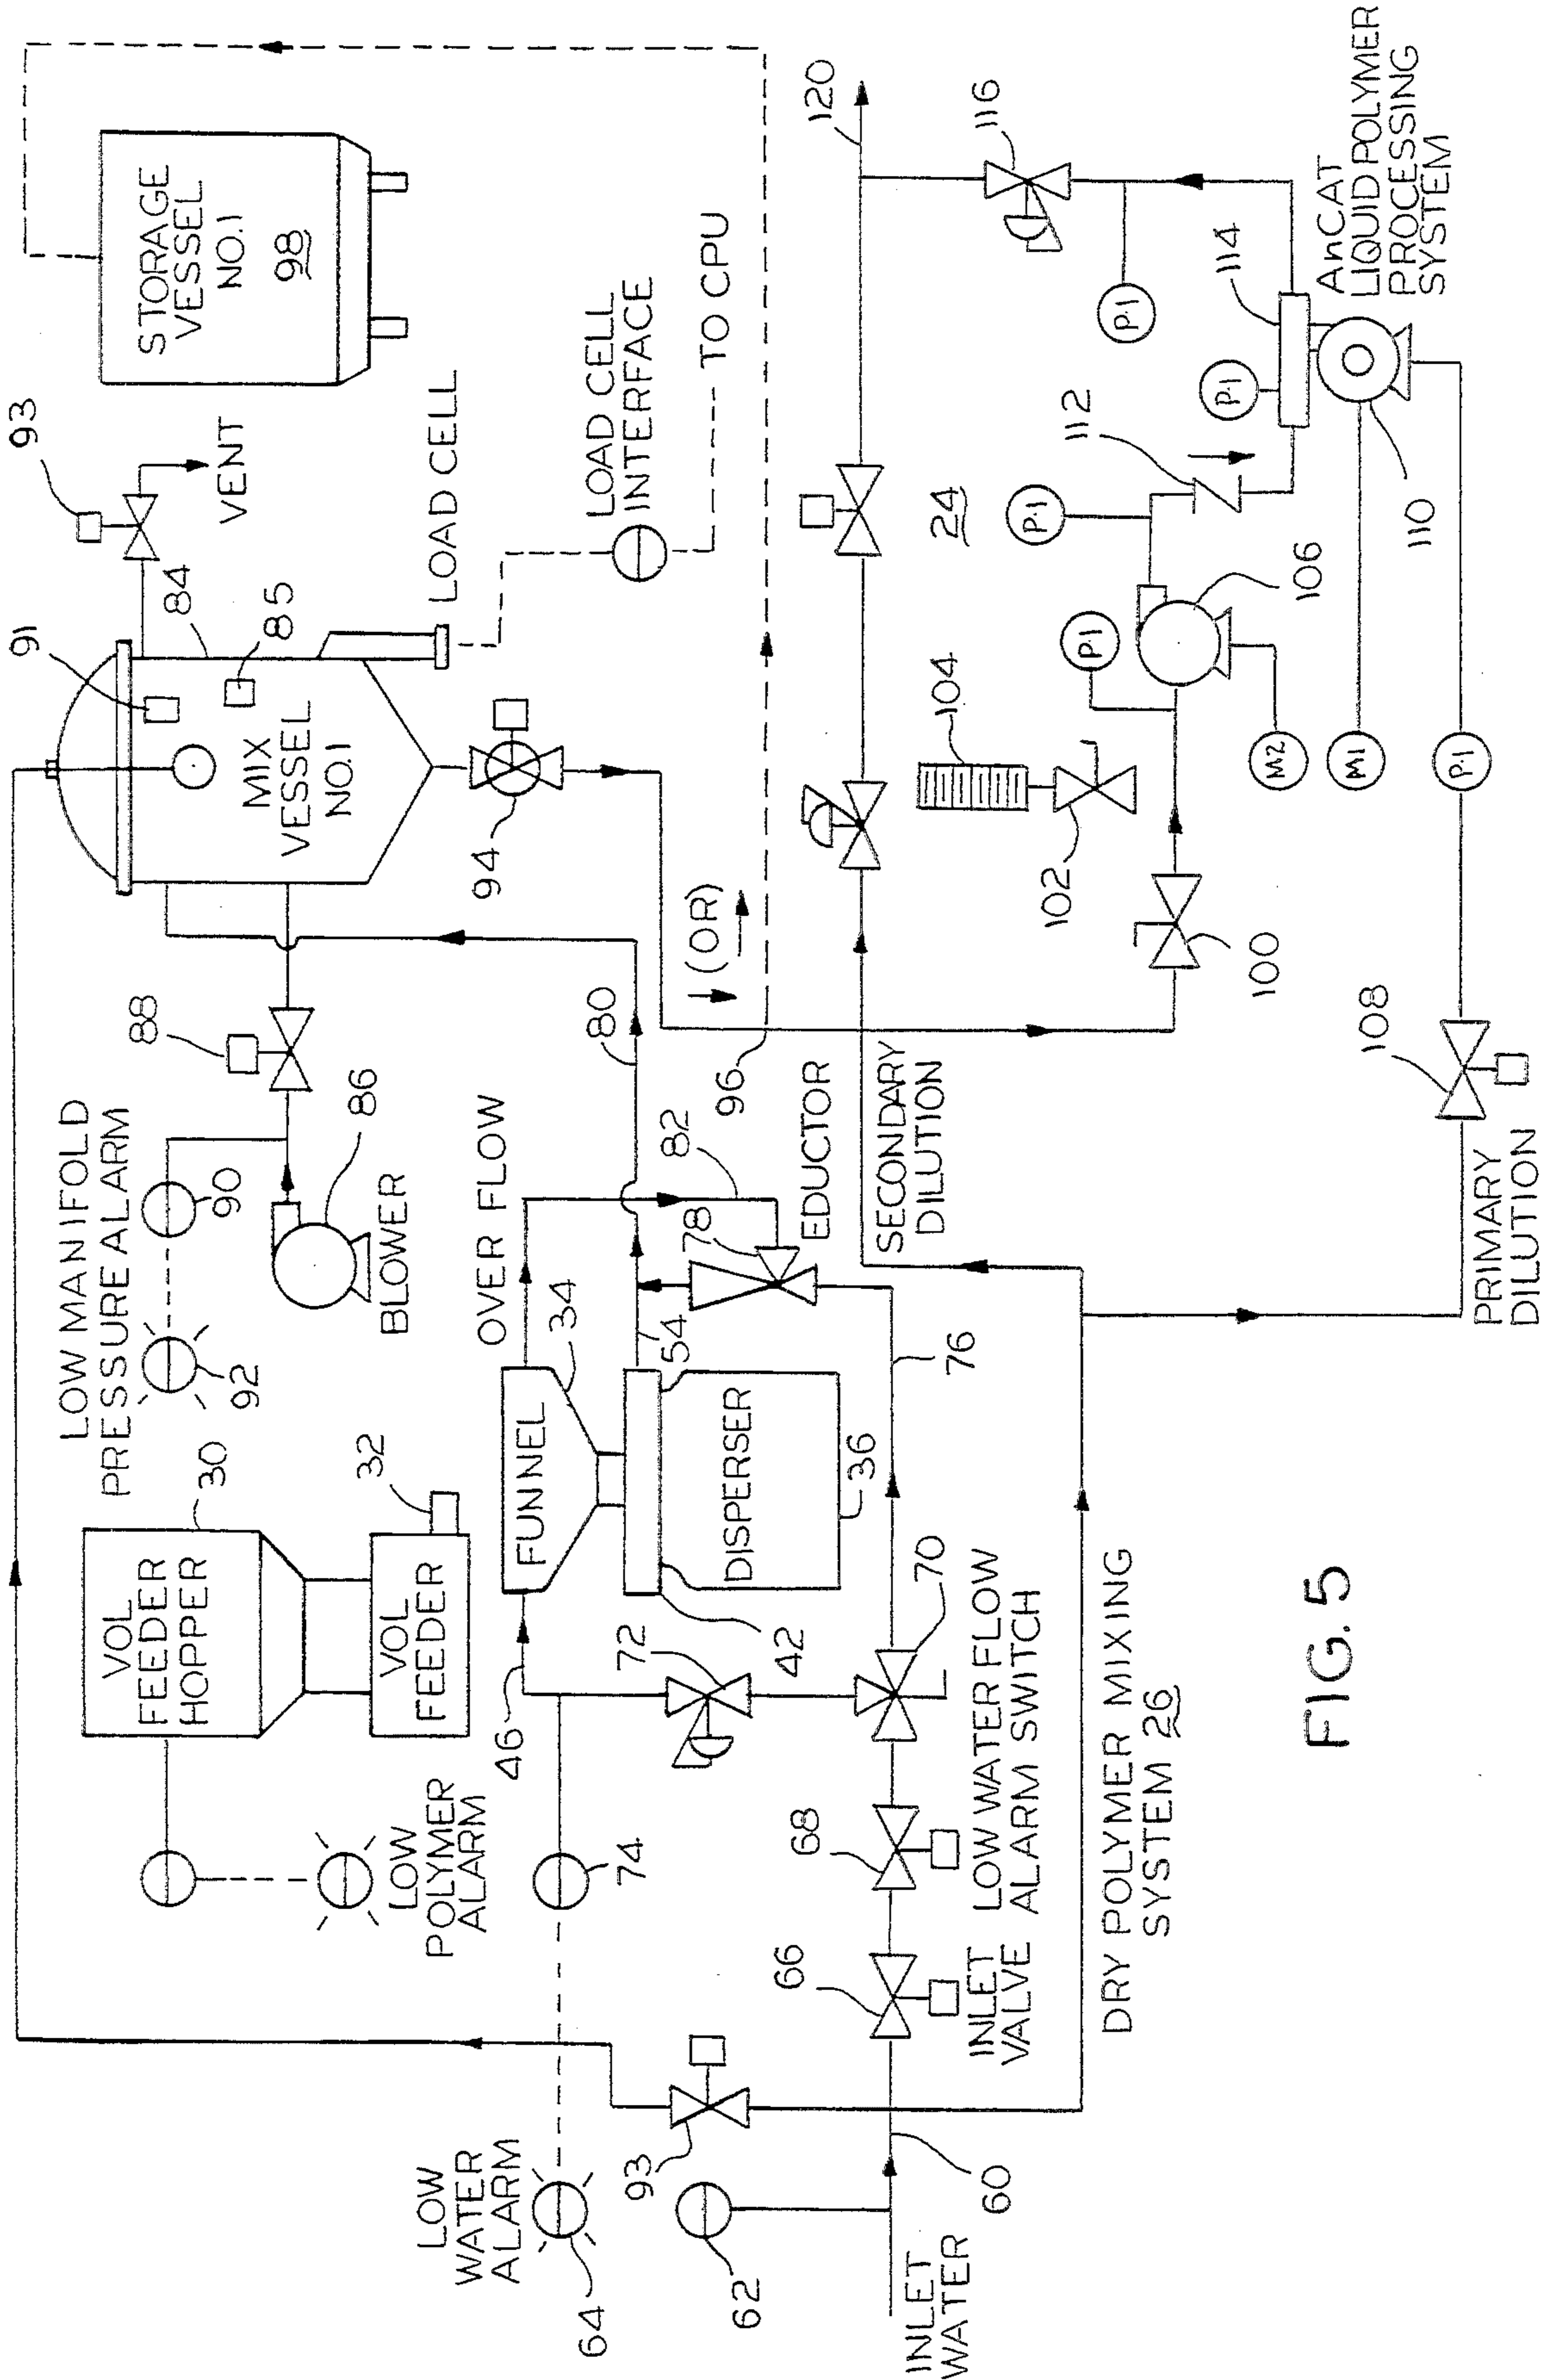 LOW MANIFOLD
PRESSURE ALARM
92
90
88
86
BLOWER
91
84
85
MIX
VESSEL
NO.1
93
VENT
LOAD CELL
STORAGE
VESSEL
NO.1
98
LOAD CELL
INTERFACE
TO CPU
94
(OR)
96
VOL
FEEDER
HOPPER
30
VOL
FEEDER
32
LOW
POLYMER
ALARM
LOW
WATER
ALARM
64
74
46
FUNNEL
34
OVER FLOW
82
80
54
78
EDUCTOR
DISPERSER
36
42
72
70
76
62
93
60
INLET
WATER
66
INLET
VALVE
68
LOW WATER FLOW
ALARM SWITCH
DRY POLYMER MIXING
SYSTEM 26
SECONDARY
DILUTION
PRIMARY
DILUTION
108
24
120
116
P.1
104
102
100
P.1
P.1
106
112
P.1
114
110
M2
M1
P.1
AnCAT
LIQUID POLYMER
PROCESSING
SYSTEM
FIG. 5